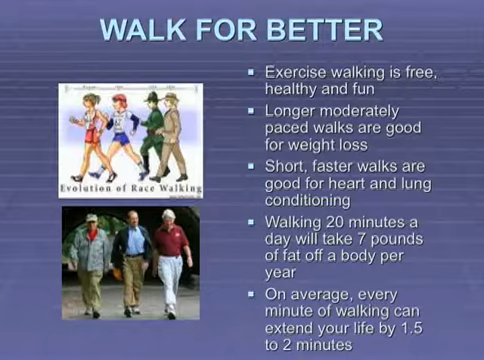 WALK FOR BETTER
Evolution of Race Walking
Exercise walking is free,
healthy and fun
Longer moderately
paced walks are good
for weight loss
Short, faster walks are
good for heart and lung
conditioning
Walking 20 minutes a
day will take 7 pounds
of fat off a body per
year
On average, every
minute of walking can
extend your life by 1.5
to 2 minutes